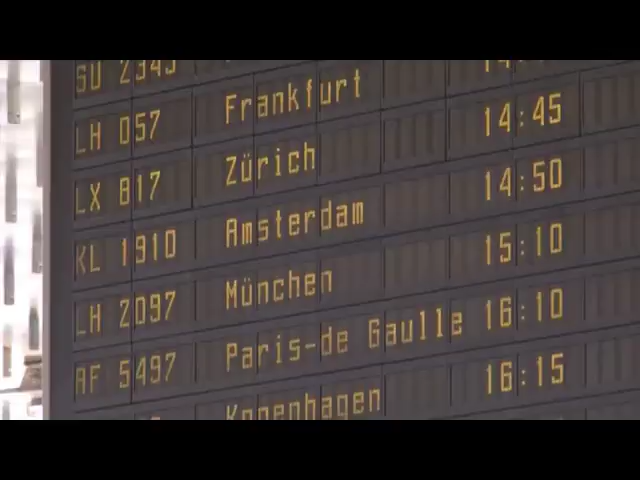 SU
LH 057 Frankfurt
LX 817 Zürich 14:45
KL 1910 Amsterdam 14:50
LH 2097 München 15:10
AF 5497 Paris-de Gaulle 16:10
Kopenhagen 16:15